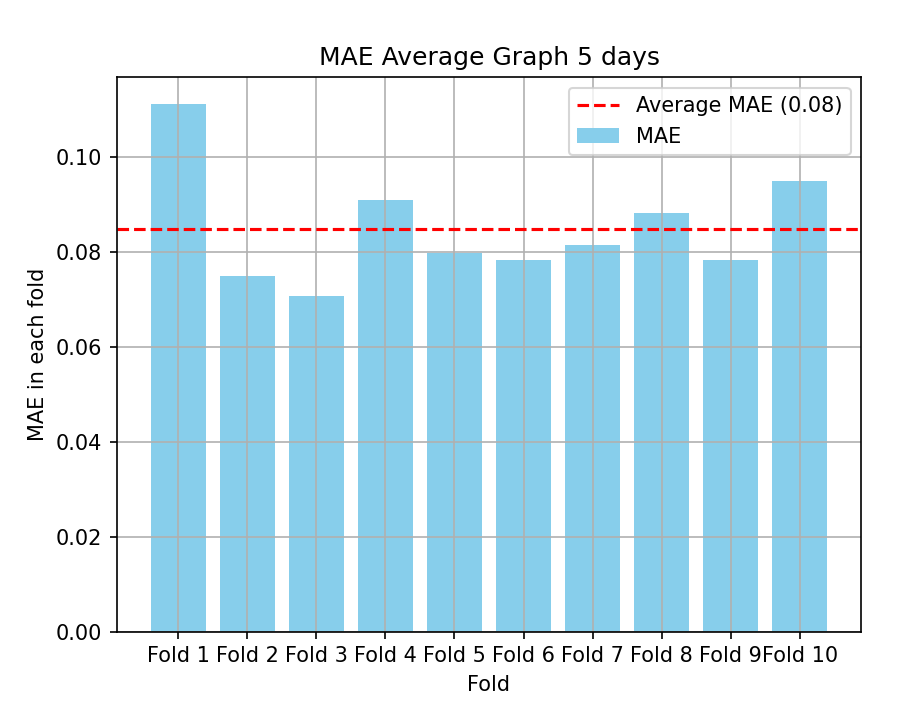 MAE Average Graph 5 days
Average MAE (0.08)
MAE
MAE in each fold
0.10
0.08
0.06
0.04
0.02
0.00
Fold 1 Fold 2 Fold 3 Fold 4 Fold 5 Fold 6 Fold 7 Fold 8 Fold 9 Fold 10
Fold